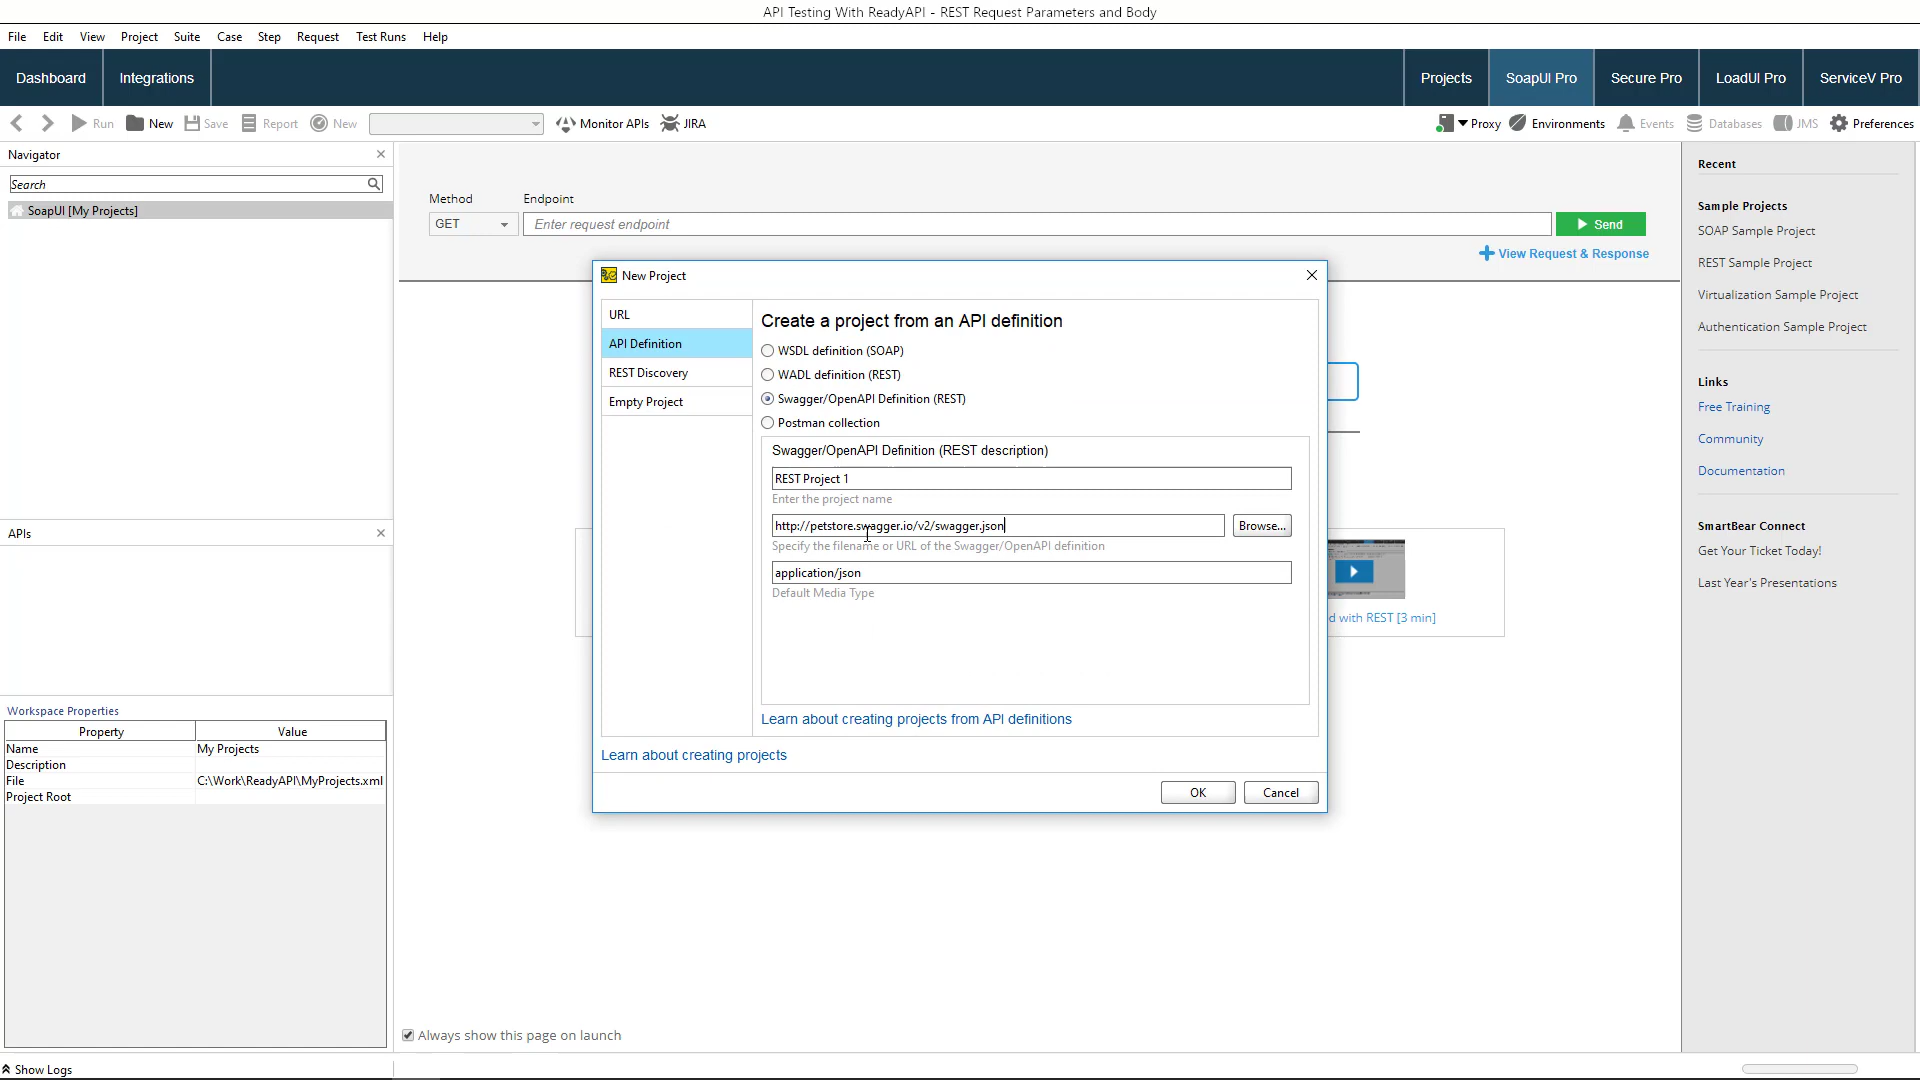 API Testing With ReadyAPI - REST Request Parameters and Body
File Edit View Project Suite Case Step Request Test Runs Help
Dashboard Integrations Projects SoapUI Pro Secure Pro LoadUI Pro ServiceV Pro
Run New Save Report New Monitor APIs JIRA Proxy Environments Events Databases JMS Preferences
Navigator
Search
SoapUI [My Projects]
APIs
Workspace Properties
Property Value
Name My Projects
Description
File C:\Work\ReadyAPI\MyProjects.xml
Project Root
Show Logs
Method Endpoint
GET Enter request endpoint Send
View Request & Response
New Project
URL
API Definition
REST Discovery
Empty Project
Create a project from an API definition
WSDL definition (SOAP)
WADL definition (REST)
Swagger/OpenAPI Definition (REST)
Postman collection
Swagger/OpenAPI Definition (REST description)
REST Project 1
Enter the project name
http://petstore.swagger.io/v2/swagger.json Browse...
Specify the filename or URL of the Swagger/OpenAPI definition
application/json
Default Media Type
Learn about creating projects from API definitions
Learn about creating projects
OK Cancel
d with REST [3 min]
Always show this page on launch
Recent
Sample Projects
SOAP Sample Project
REST Sample Project
Virtualization Sample Project
Authentication Sample Project
Links
Free Training
Community
Documentation
SmartBear Connect
Get Your Ticket Today!
Last Year's Presentations